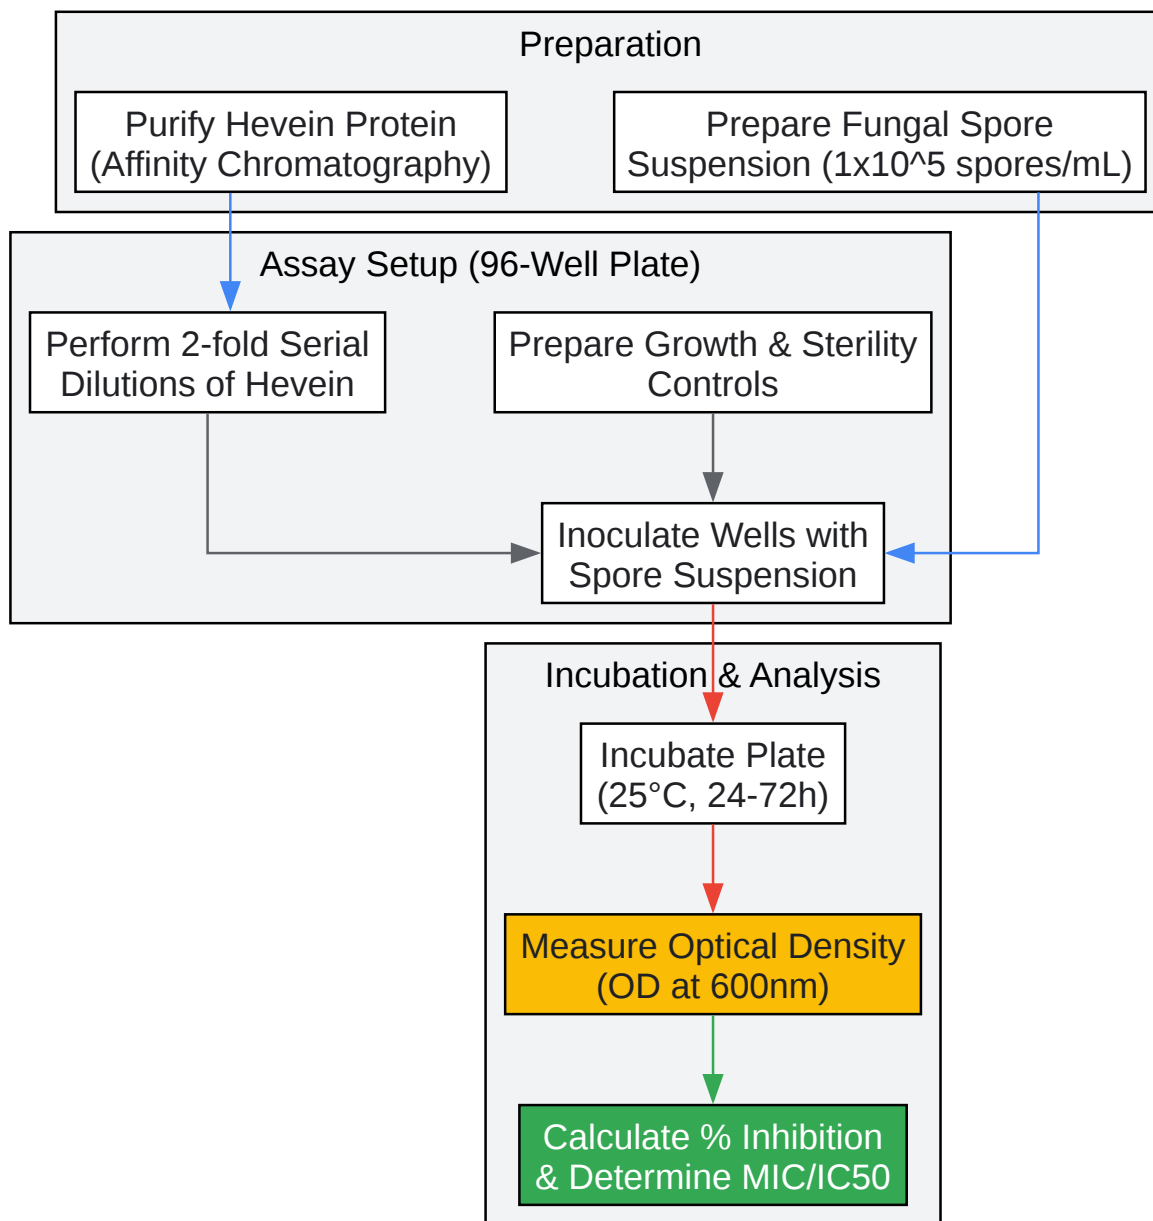 Preparation
Purify Hevein Protein
(Affinity Chromatography)
Prepare Fungal Spore
Suspension (1x10^5 spores/mL)
Assay Setup (96-Well Plate)
Perform 2-fold Serial
Dilutions of Hevein
Prepare Growth & Sterility
Controls
Inoculate Wells with
Spore Suspension
Incubation & Analysis
Incubate Plate
(25°C, 24-72h)
Measure Optical Density
(OD at 600nm)
Calculate % Inhibition
& Determine MIC/IC50